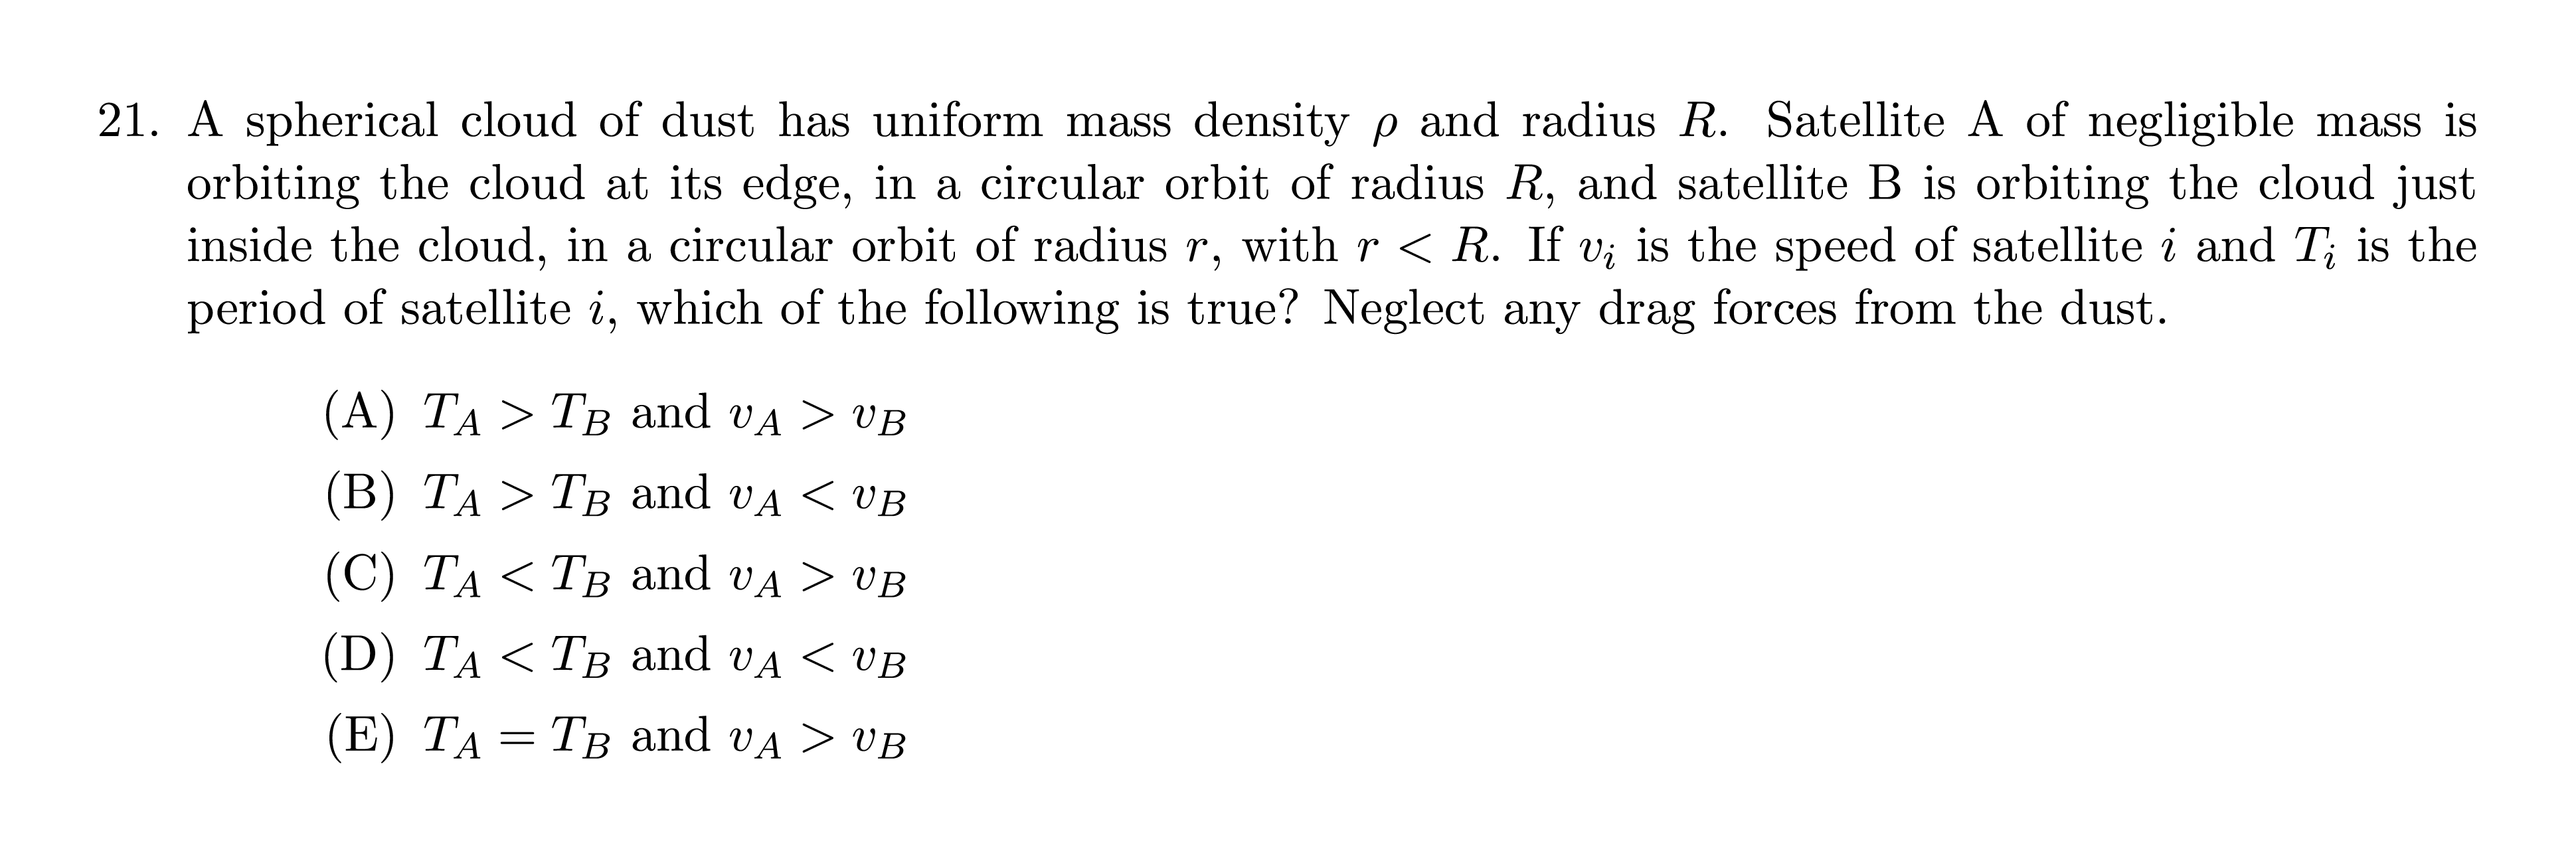 21. A spherical cloud of dust has uniform mass density ρ and radius R. Satellite A of negligible mass is
orbiting the cloud at its edge, in a circular orbit of radius R, and satellite B is orbiting the cloud just
inside the cloud, in a circular orbit of radius r, with r < R. If v_i is the speed of satellite i and T_i is the
period of satellite i, which of the following is true? Neglect any drag forces from the dust.
(A) T_A > T_B and v_A > v_B
(B) T_A > T_B and v_A < v_B
(C) T_A < T_B and v_A > v_B
(D) T_A < T_B and v_A < v_B
(E) T_A = T_B and v_A > v_B